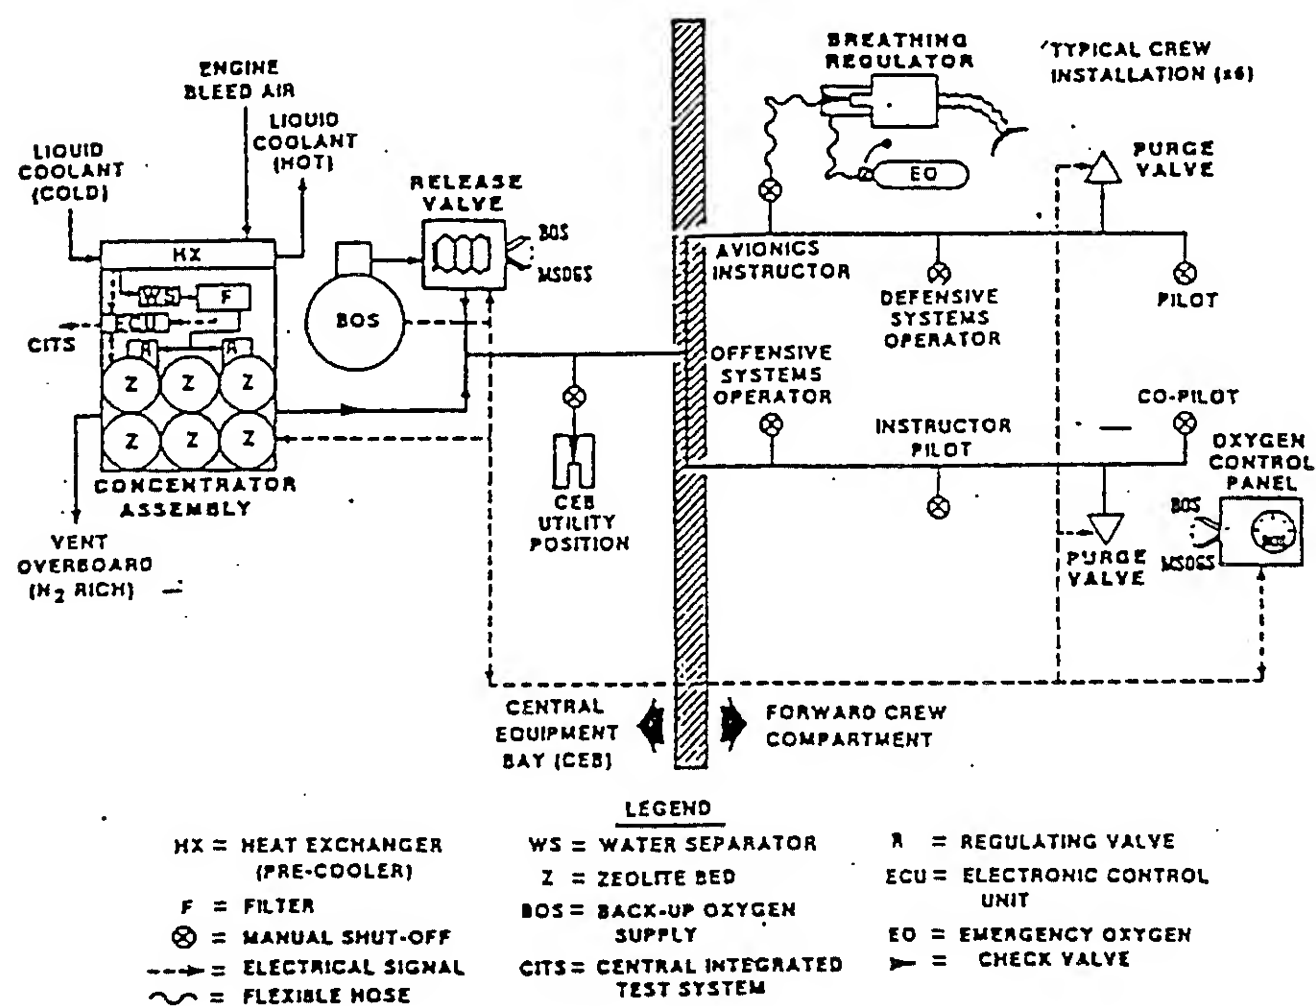 ENGINE
BLEED AIR
LIQUID
COOLANT
(HOT)
LIQUID
COOLANT
(COLD)
HX
WS
F
ECU
CITS
R
R
Z
Z
Z
Z
Z
Z
CONCENTRATOR
ASSEMBLY
VENT
OVERBOARD
(N2 RICH)
BOS
RELEASE
VALVE
BOS
MSOGS
CEB
UTILITY
POSITION
BREATHING
REGULATOR
TYPICAL CREW
INSTALLATION (x6)
EO
PURGE
VALVE
AVIONICS
INSTRUCTOR
DEFENSIVE
SYSTEMS
OPERATOR
PILOT
OFFENSIVE
SYSTEMS
OPERATOR
INSTRUCTOR
PILOT
CO-PILOT
OXYGEN
CONTROL
PANEL
BOS
MSOGS
PURGE
VALVE
CENTRAL
EQUIPMENT
BAY (CEB)
FORWARD CREW
COMPARTMENT
LEGEND
HX = HEAT EXCHANGER
(PRE-COOLER)
F = FILTER
= MANUAL SHUT-OFF
= ELECTRICAL SIGNAL
= FLEXIBLE HOSE
WS = WATER SEPARATOR
Z = ZEOLITE BED
BOS = BACK-UP OXYGEN
SUPPLY
CITS = CENTRAL INTEGRATED
TEST SYSTEM
R = REGULATING VALVE
ECU = ELECTRONIC CONTROL
UNIT
EO = EMERGENCY OXYGEN
= CHECK VALVE